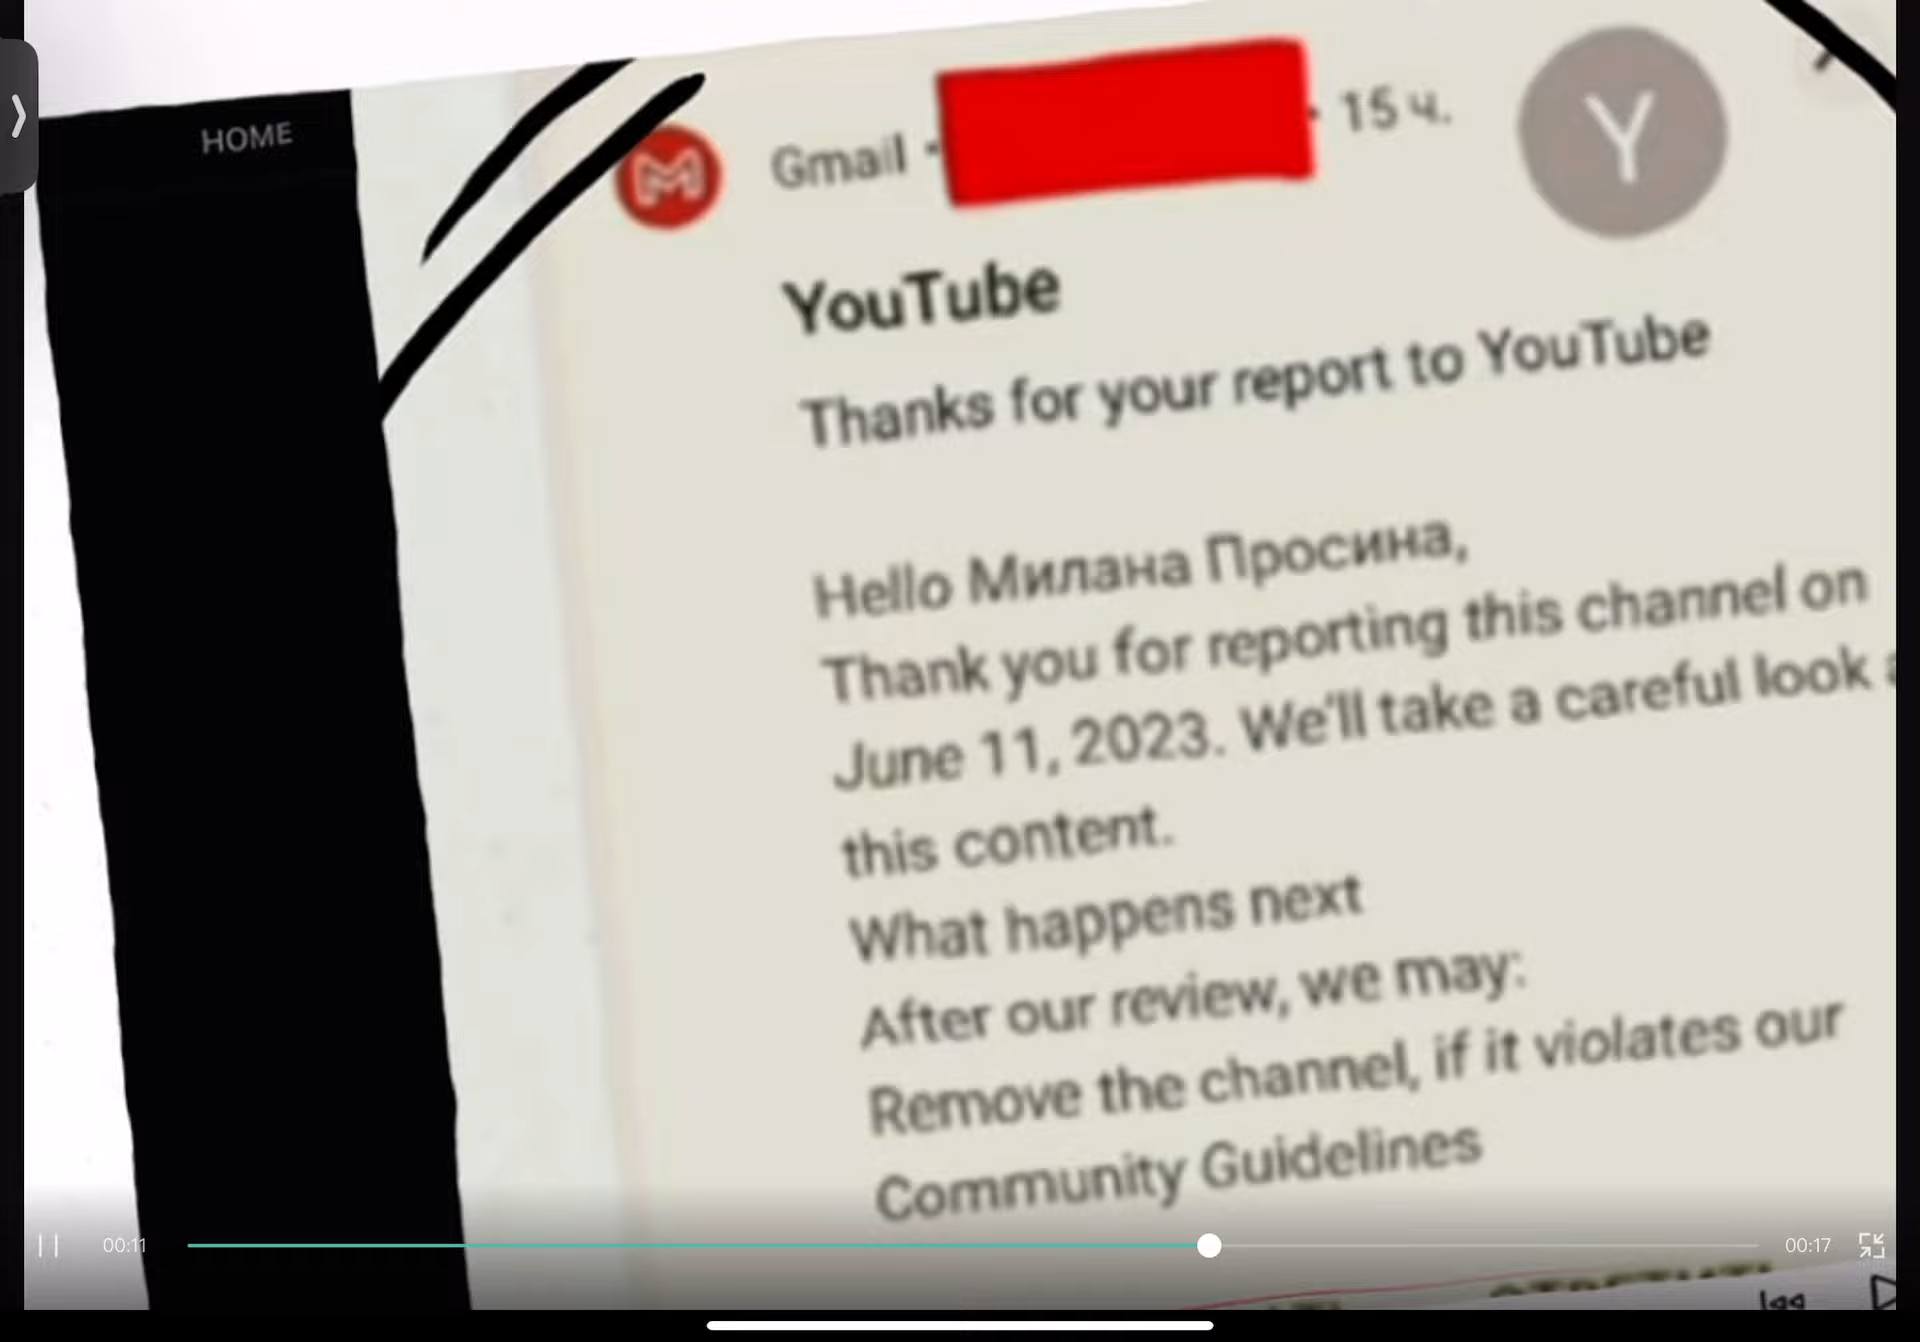 HOME
Gmail • • 15 ч.
Y
YouTube
Thanks for your report to YouTube
Hello Милана Просина,
Thank you for reporting this channel on
June 11, 2023. We'll take a careful look
this content.
What happens next
After our review, we may:
Remove the channel, if it violates our
Community Guidelines
00:11
00:17